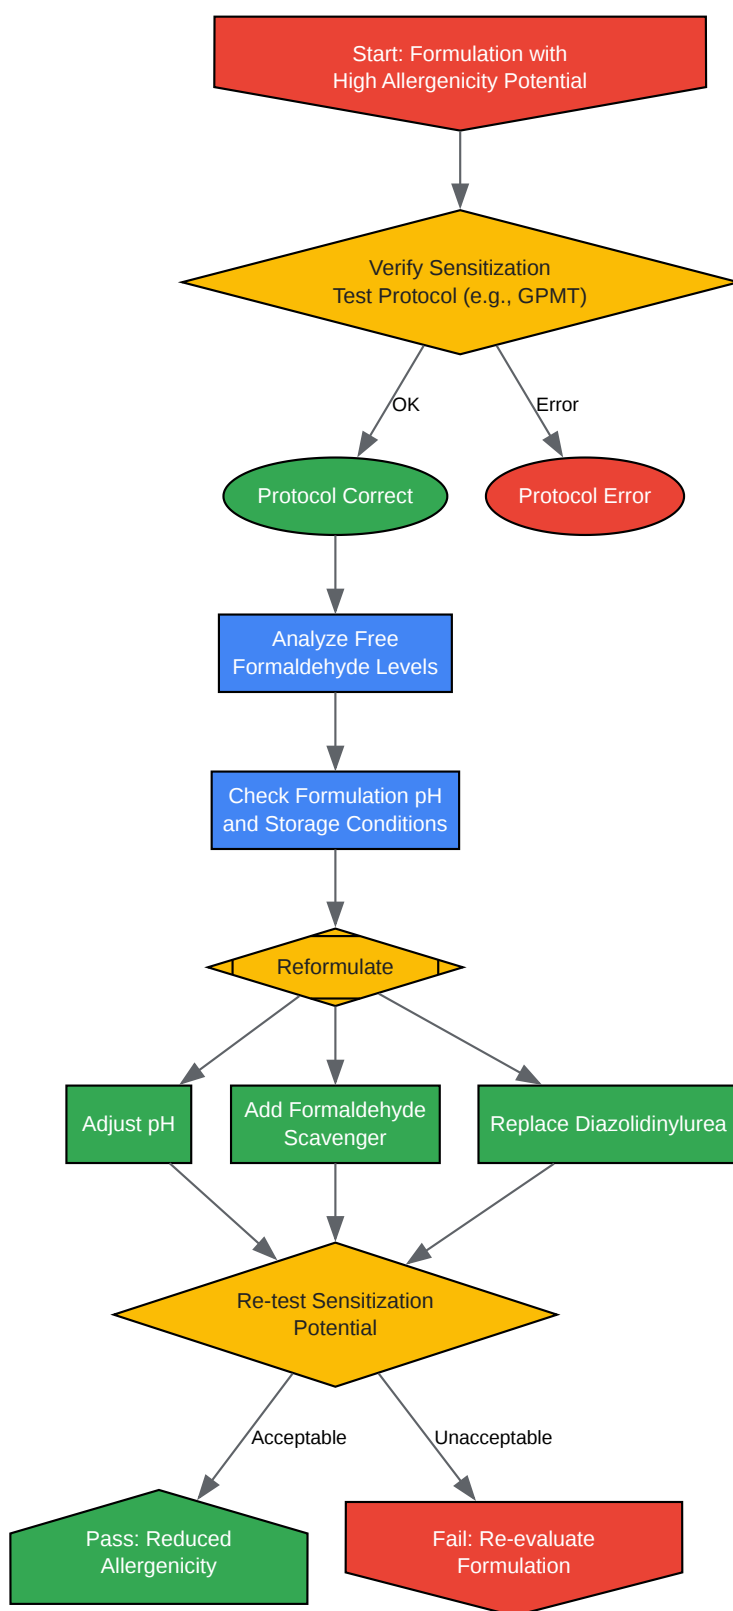 Start: Formulation with
High Allergenicity Potential
Verify Sensitization
Test Protocol (e.g., GPMT)
OK
Error
Protocol Correct
Protocol Error
Analyze Free
Formaldehyde Levels
Check Formulation pH
and Storage Conditions
Reformulate
Adjust pH
Add Formaldehyde
Scavenger
Replace Diazolidinylurea
Re-test Sensitization
Potential
Acceptable
Unacceptable
Pass: Reduced
Allergenicity
Fail: Re-evaluate
Formulation